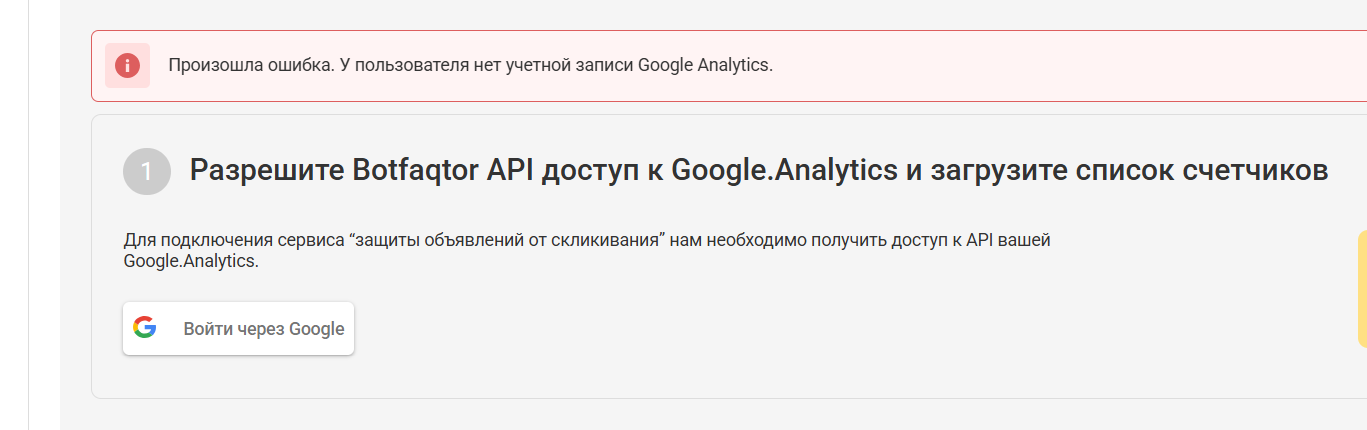 Произошла ошибка. У пользователя нет учетной записи Google Analytics.
1
Разрешите Botfaqtor API доступ к Google.Analytics и загрузите список счетчиков
Для подключения сервиса “защиты объявлений от скликивания” нам необходимо получить доступ к API вашей
Google.Analytics.
Войти через Google